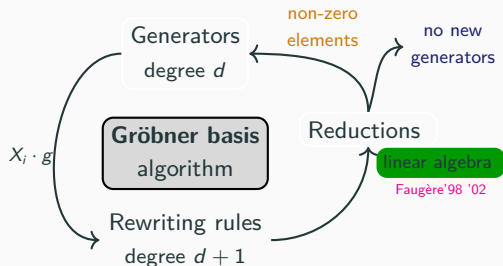 non-zero
elements
no new
generators
Generators
degree d
Gröbner basis
algorithm
X_i · g
Reductions
linear algebra
Faugère'98 '02
Rewriting rules
degree d + 1